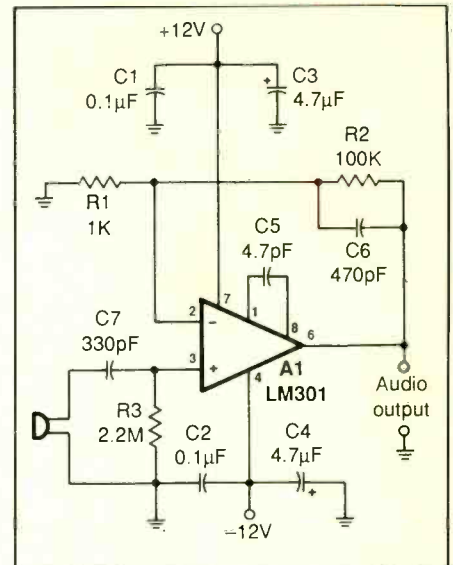 +12V
C1
0.1µF
C3
4.7µF
R2
100K
R1
1K
C5
4.7pF
C6
470pF
C7
330pF
2
7
1
8
6
−
3
+
4
A1
LM301
Audio
output
R3
2.2M
C2
0.1µF
C4
4.7µF
−12V
+
+